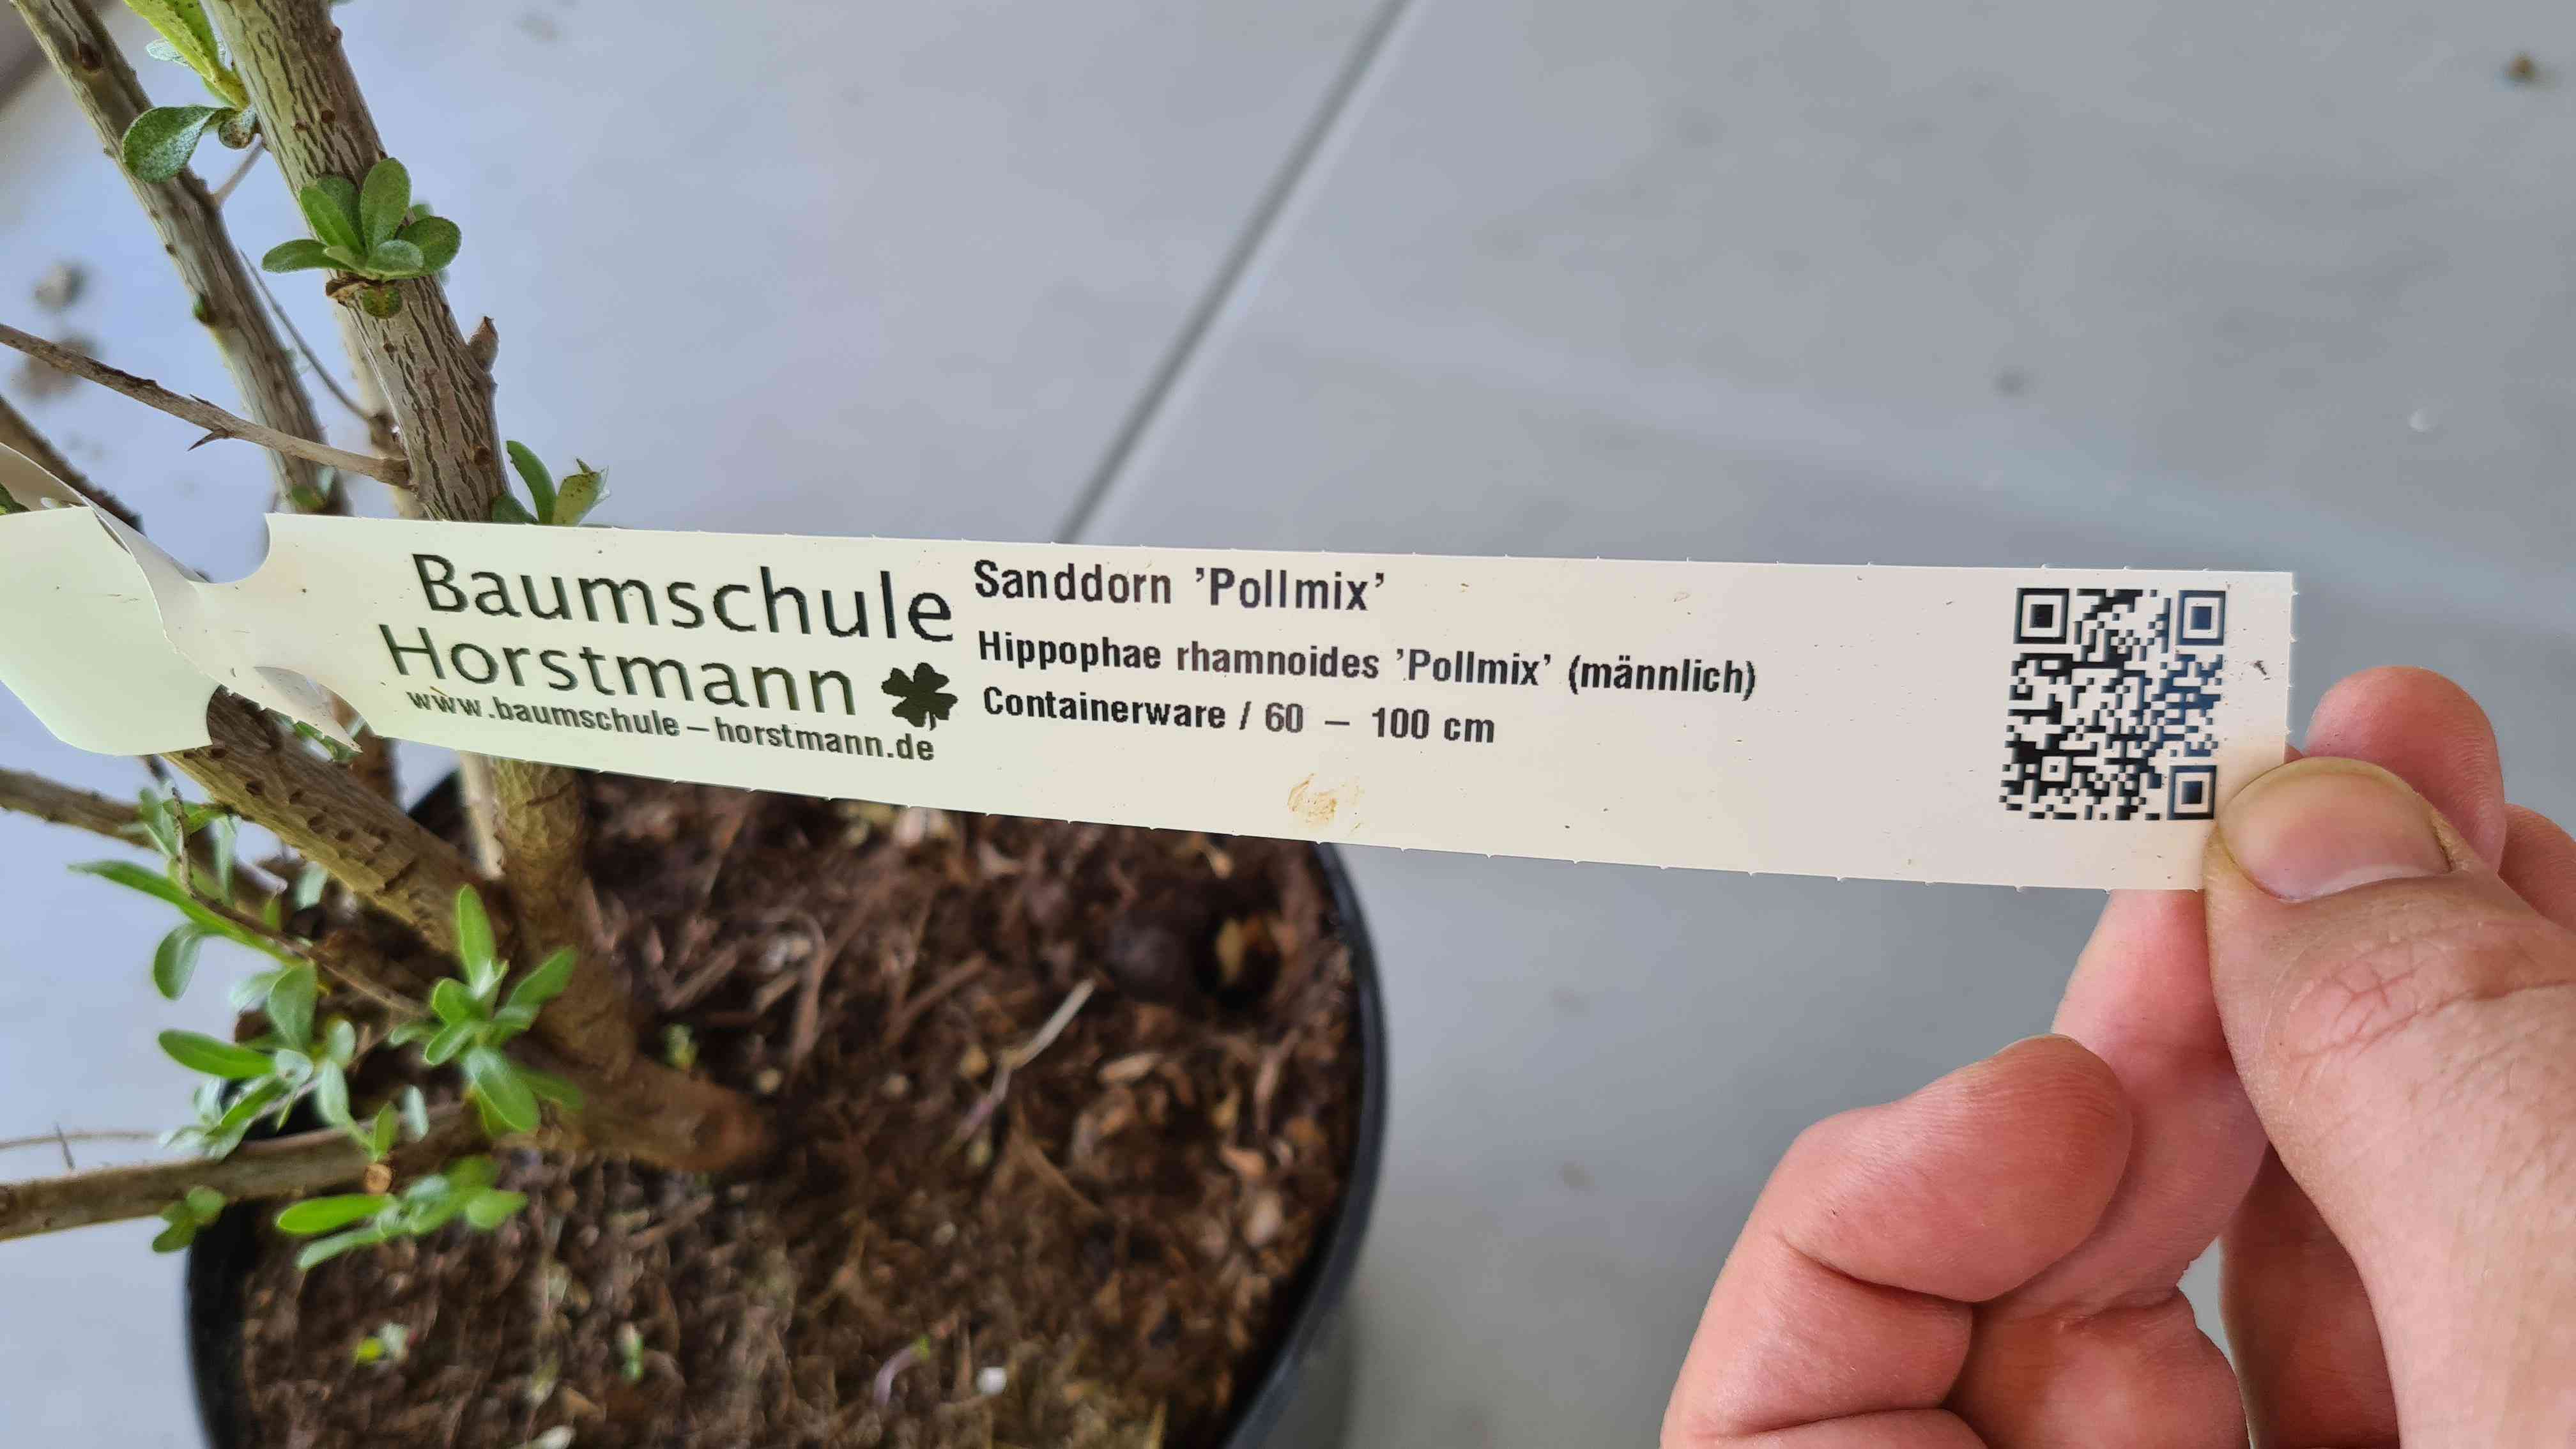 Baumschule
Horstmann
www.baumschule–horstmann.de
Sanddorn 'Pollmix'
Hippophae rhamnoides 'Pollmix' (männlich)
Containerware / 60 – 100 cm